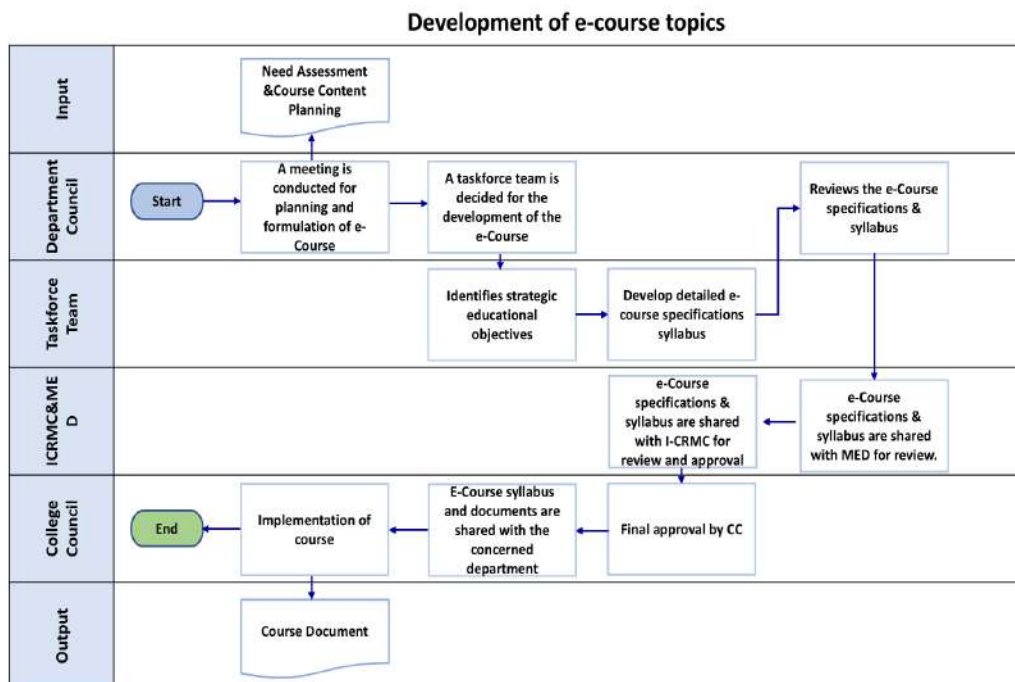 Development of e-course topics
Input
Need Assessment
&Course Content
Planning
Department
Council
Start
A meeting is
conducted for
planning and
formulation of e-
Course
A taskforce team is
decided for the
development of the
e-Course
Reviews the e-Course
specifications &
syllabus
Taskforce
Team
Identifies strategic
educational
objectives
Develop detailed e-
course specifications
syllabus
ICRMC&ME
D
e-Course
specifications &
syllabus are shared
with I-CRMC for
review and approval
e-Course
specifications &
syllabus are shared
with MED for review.
College
Council
End
Implementation of
course
E-Course syllabus
and documents are
shared with the
concerned
department
Final approval by CC
Output
Course Document